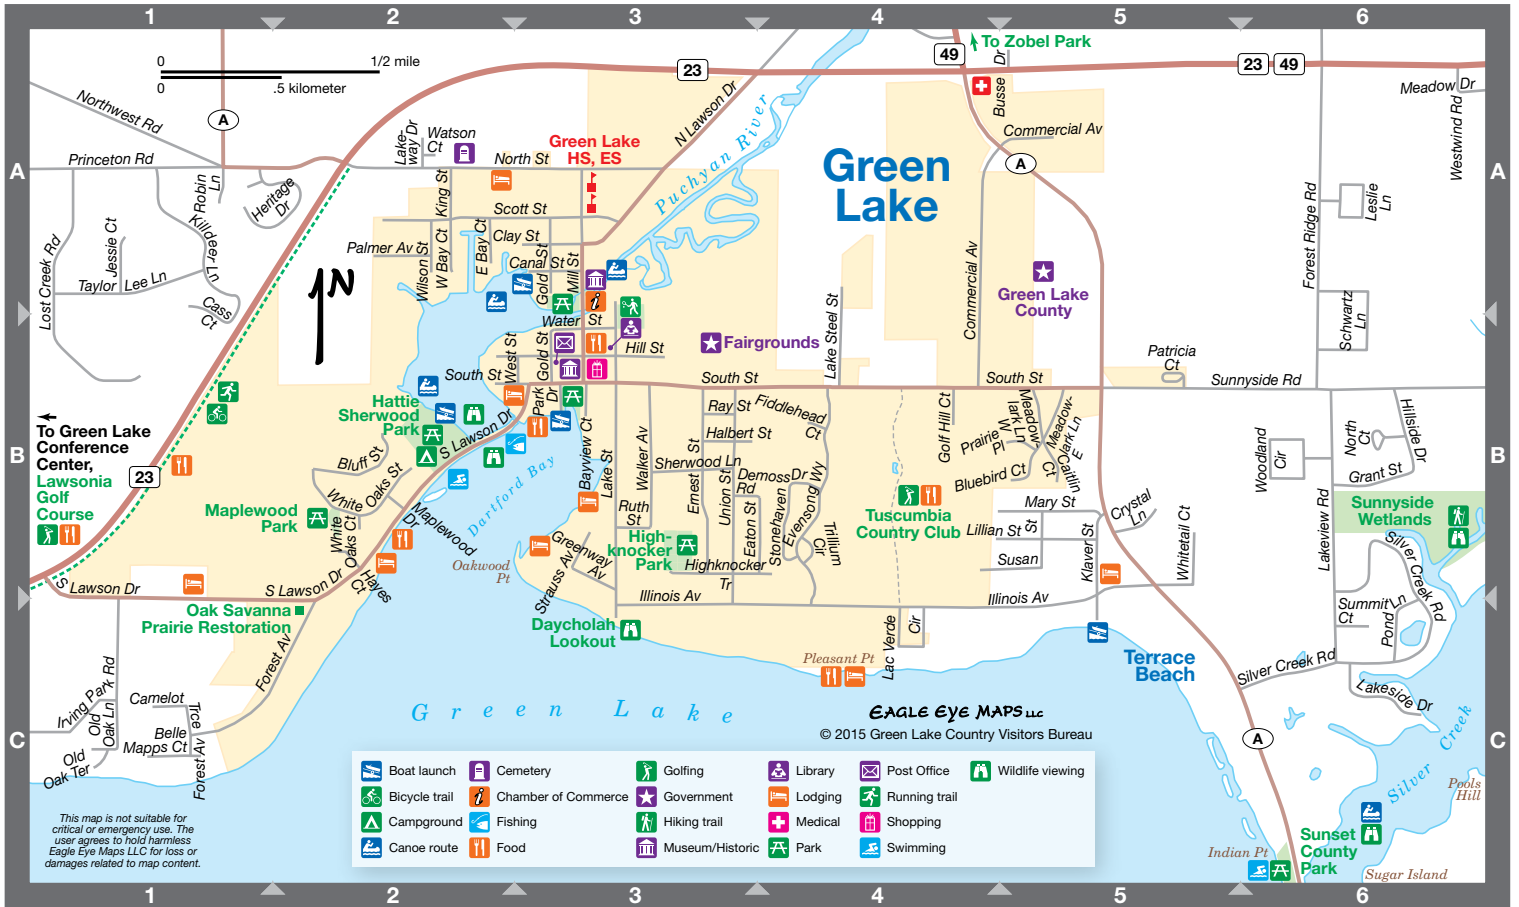 1 2 3 4 5 6
0 1/2 mile
0 .5 kilometer
23
49
To Zobel Park
23 49
Meadow Dr
Westwind Rd
Busse Dr
Northwest Rd
A
Lake-
way Dr
Watson
Ct
North St
Green Lake
HS, ES
N Lawson Dr
Puchyan River
Commercial Av
A
Green
Lake
Princeton Rd
A
A
Robin
Ln
Heritage
Dr
King St
Scott St
Forest Ridge Rd
Leslie
Ln
Lost Creek Rd
Jessie Ct
Killdeer Ln
Taylor
Lee Ln
Cass
Ct
N
Palmer Av
Wilson St
W Bay Ct
E Bay Ct
Clay St
Canal St
Gold St
Mill St
Commercial Av
Green Lake
County
Schwartz
Ln
Water St
West St
Gold St
Hill St
Fairgrounds
Lake Steel St
Patricia
Ct
South St
South St
South St
Sunnyside Rd
To Green Lake
Conference
Center,
Lawsonia
Golf
Course
23
Hattie
Sherwood
Park
S Lawson Dr
Park
Dr
Bayview Ct
Lake St
Walker Av
Ray St
Fiddlehead
Ct
Halbert St
Sherwood Ln
Ernest St
Union St
Demoss Dr
Rd
Eaton St
Stonehaven
Evensong Wy
Trillium
Cir
Golf Hill Ct
Prairie
Pl
W Meadow-
lark Ln
Meadow-
lark Ln
E
Ct
Caitlin
Bluebird Ct
Woodland
Cir
North
Ct
Hillside Dr
Grant St
B
B
Bluff St
White Oaks St
White
Oaks Ct
Maplewood
Dr
Maplewood
Park
Dartford Bay
Oakwood
Pt
Ruth
St
High-
knocker
Park
Highknocker
Tr
Greenway
Av
Strauss Av
Tuscumbia
Country Club
Mary St
Lillian St
St
Susan
Klaver St
Crystal
Ln
Whitetail Ct
Lakeview Rd
Sunnyside
Wetlands
Silver Creek Rd
S Lawson Dr
S Lawson Dr
Hayes
Ct
Illinois Av
Illinois Av
Oak Savanna
Prairie Restoration
Daycholah
Lookout
Lac Verde
Cir
Pleasant Pt
Terrace
Beach
Summit Ln
Ct
Pond
Silver Creek Rd
Lakeside Dr
Forest Av
Irving Park Rd
Old
Oak Ln
Camelot
Trce
Belle
Mapps Ct
Forest Av
Old
Oak Ter
Green Lake
EAGLE EYE MAPS LLC
© 2015 Green Lake Country Visitors Bureau
A
C
C
Silver Creek
Pools
Hill
Boat launch
Bicycle trail
Campground
Canoe route
Cemetery
Chamber of Commerce
Fishing
Food
Golfing
Government
Hiking trail
Museum/Historic
Library
Lodging
Medical
Park
Post Office
Running trail
Shopping
Swimming
Wildlife viewing
This map is not suitable for
critical or emergency use. The
user agrees to hold harmless
Eagle Eye Maps LLC for loss or
damages related to map content.
Indian Pt
Sunset
County
Park
Sugar Island
1 2 3 4 5 6